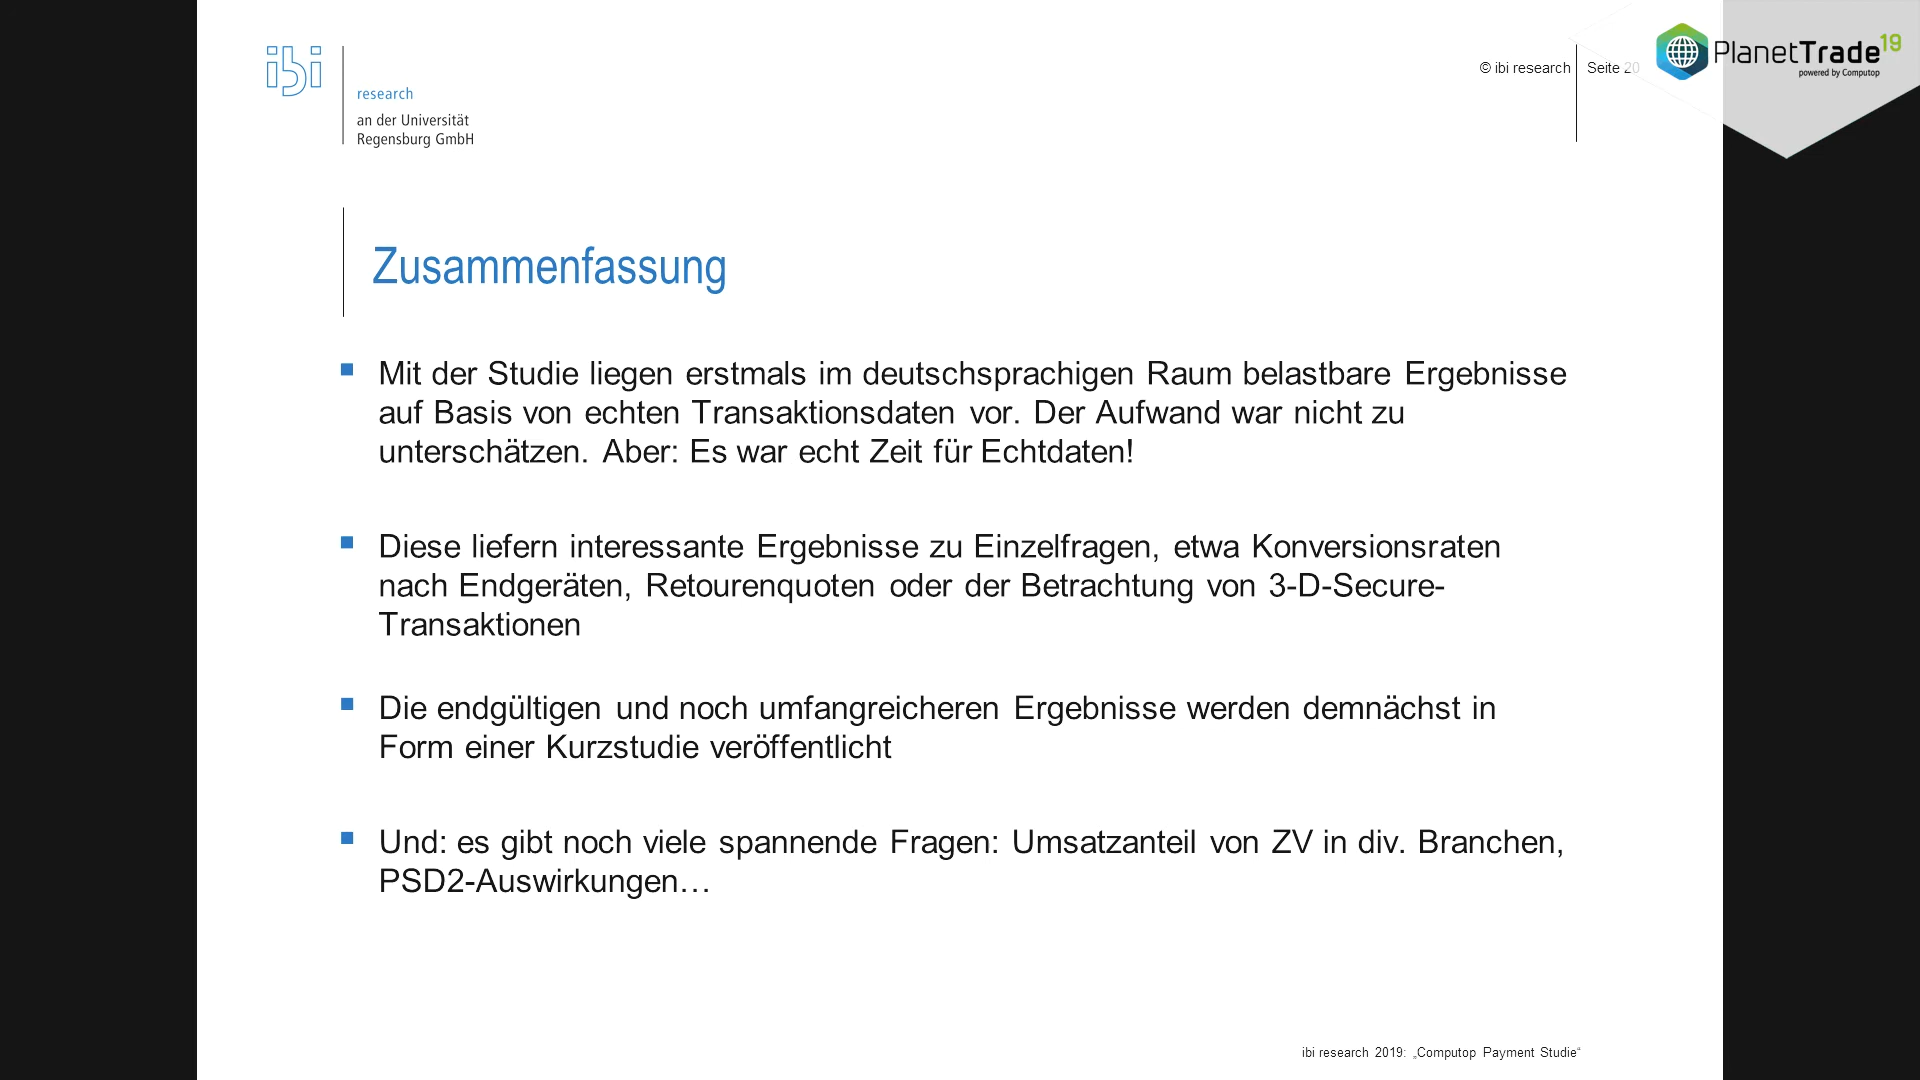 ibi
research
an der Universität
Regensburg GmbH
© ibi research
Seite 20
PlanetTrade19
powered by Computop
Zusammenfassung
Mit der Studie liegen erstmals im deutschsprachigen Raum belastbare Ergebnisse
auf Basis von echten Transaktionsdaten vor. Der Aufwand war nicht zu
unterschätzen. Aber: Es war echt Zeit für Echtdaten!
Diese liefern interessante Ergebnisse zu Einzelfragen, etwa Konversionsraten
nach Endgeräten, Retourenquoten oder der Betrachtung von 3-D-Secure-
Transaktionen
Die endgültigen und noch umfangreicheren Ergebnisse werden demnächst in
Form einer Kurzstudie veröffentlicht
Und: es gibt noch viele spannende Fragen: Umsatzanteil von ZV in div. Branchen,
PSD2-Auswirkungen…
ibi research 2019: „Computop Payment Studie“